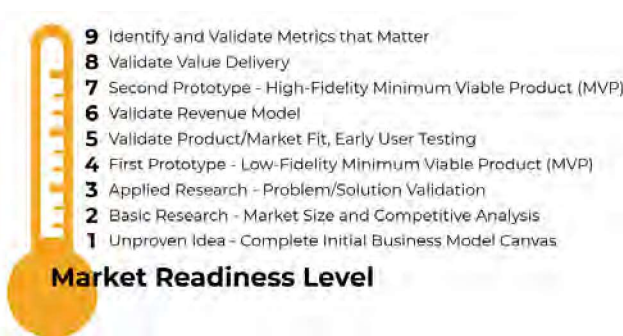 9 Identify and Validate Metrics that Matter
8 Validate Value Delivery
7 Second Prototype - High-Fidelity Minimum Viable Product (MVP)
6 Validate Revenue Model
5 Validate Product/Market Fit, Early User Testing
4 First Prototype - Low-Fidelity Minimum Viable Product (MVP)
3 Applied Research - Problem/Solution Validation
2 Basic Research - Market Size and Competitive Analysis
1 Unproven Idea - Complete Initial Business Model Canvas
Market Readiness Level